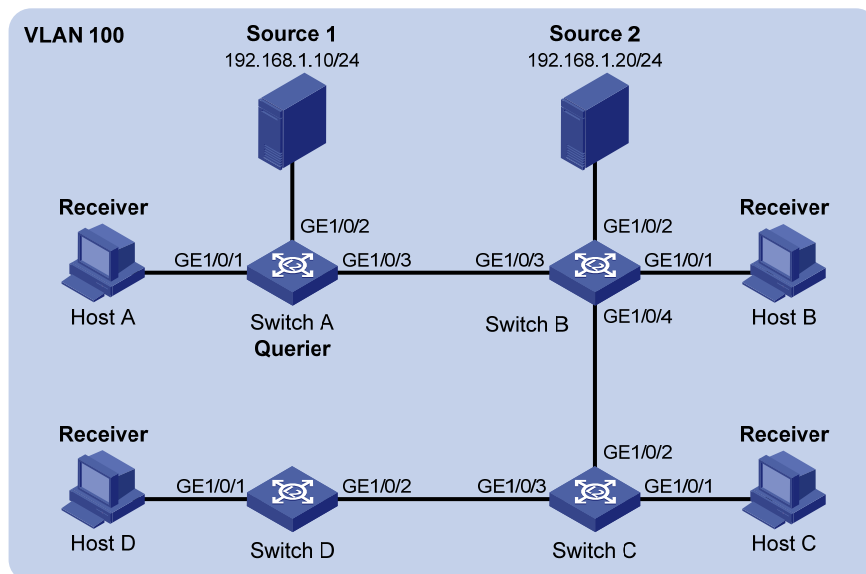 VLAN 100
Source 1
192.168.1.10/24
Source 2
192.168.1.20/24
Receiver
Host A
GE1/0/1
GE1/0/2
GE1/0/3
Switch A
Querier
GE1/0/3
GE1/0/2
GE1/0/1
GE1/0/4
Switch B
Receiver
Host B
Receiver
Host D
GE1/0/1
GE1/0/2
Switch D
GE1/0/3
GE1/0/2
GE1/0/1
Switch C
Receiver
Host C